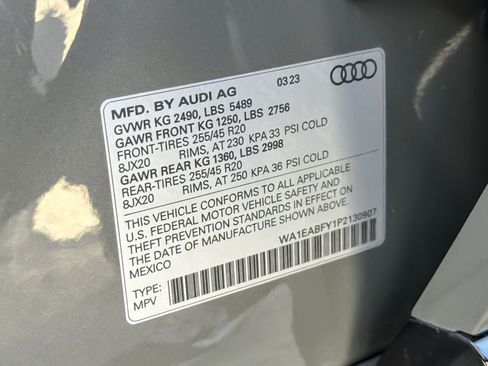 MFD. BY AUDI AG 03 23
GVWR KG 2490, LBS 5489
GAWR FRONT KG 1250, LBS 2756
FRONT-TIRES 255/45 R20
8JX20 RIMS, AT 230 KPA 33 PSI COLD
GAWR REAR KG 1360, LBS 2998
REAR-TIRES 255/45 R20
8JX20 RIMS, AT 250 KPA 36 PSI COLD
THIS VEHICLE CONFORMS TO ALL APPLICABLE
U.S. FEDERAL MOTOR VEHICLE SAFETY AND
THEFT PREVENTION STANDARDS IN EFFECT ON
THE DATE OF MANUFACTURE SHOWN ABOVE.
MEXICO
WA1EABFY1P2130907
TYPE:
MPV